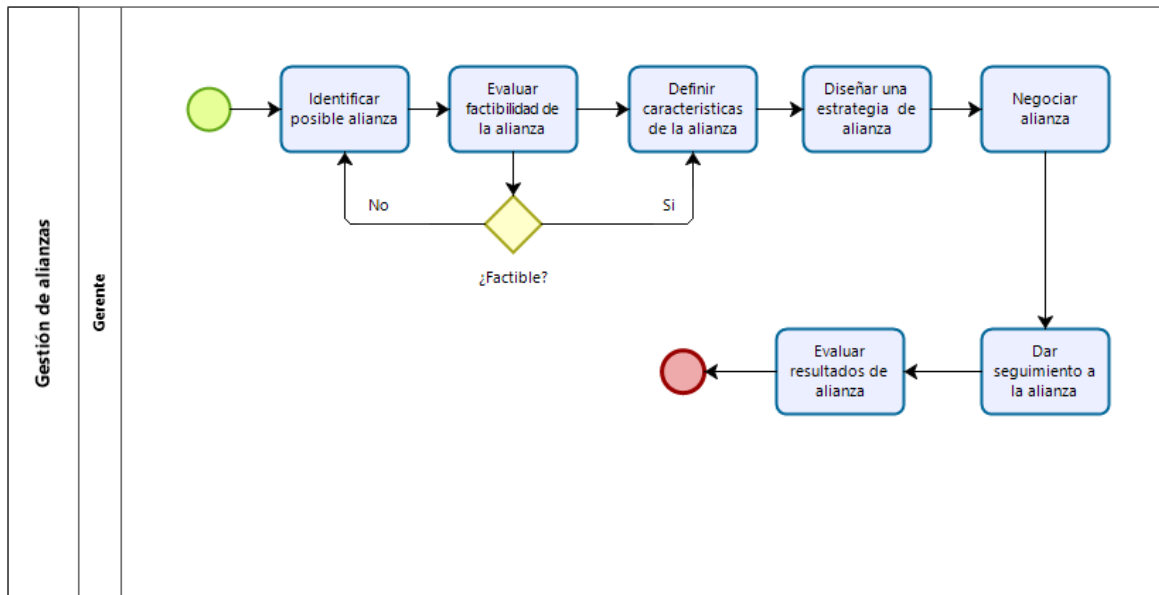 Gestión de alianzas
Gerente
Identificar
posible alianza
Evaluar
factibilidad de
la alianza
Definir
caracteristicas
de la alianza
Diseñar una
estrategia de
alianza
Negociar
alianza
No
Si
¿Factible?
Evaluar
resultados de
alianza
Dar
seguimiento a
la alianza